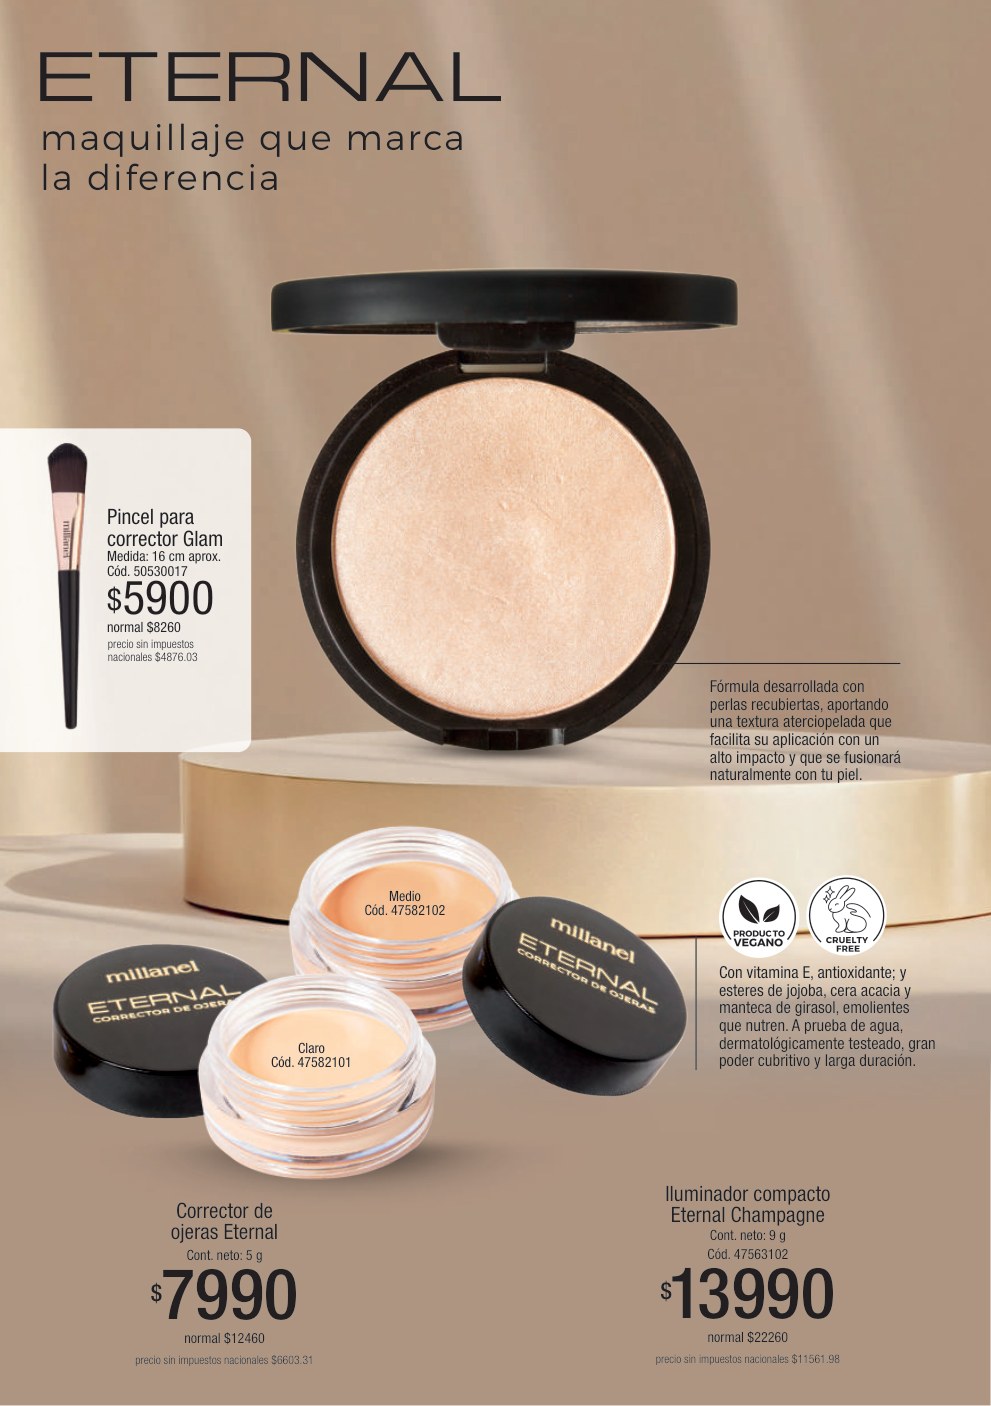 ETERNAL
maquillaje que marca
la diferencia
millanel
Pincel para
corrector Glam
Medida: 16 cm aprox.
Cód. 50530017
$5900
normal $8260
precio sin impuestos
nacionales $4876.03
Fórmula desarrollada con
perlas recubiertas, aportando
una textura aterciopelada que
facilita su aplicación con un
alto impacto y que se fusionará
naturalmente con tu piel.
Medio
Cód. 47582102
millanel
ETERNAL
CORRECTOR DE OJERAS
millanel
ETERNAL
CORRECTOR DE OJERAS
Claro
Cód. 47582101
PRODUCTO
VEGANO
CRUELTY
FREE
Con vitamina E, antioxidante; y
esteres de jojoba, cera acacia y
manteca de girasol, emolientes
que nutren. A prueba de agua,
dermatológicamente testeado, gran
poder cubritivo y larga duración.
Corrector de
ojeras Eternal
Cont. neto: 5 g
$7990
normal $12460
precio sin impuestos nacionales $6603.31
Iluminador compacto
Eternal Champagne
Cont. neto: 9 g
Cód. 47563102
$13990
normal $22260
precio sin impuestos nacionales $11561.98